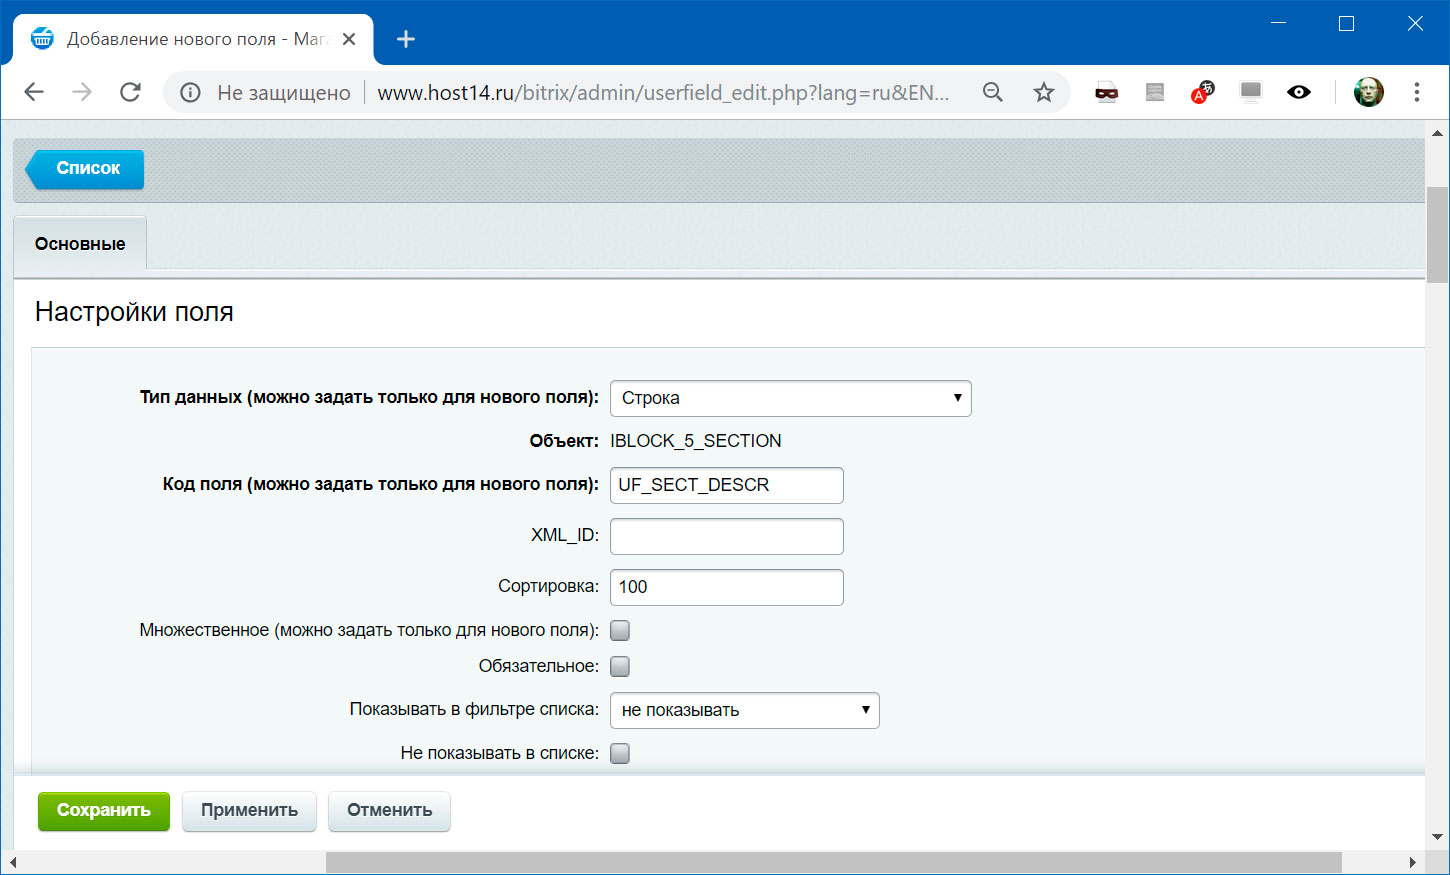 Добавление нового поля - Мага
Не защищено www.host14.ru/bitrix/admin/userfield_edit.php?lang=ru&EN...
Список
Основные
Настройки поля
Тип данных (можно задать только для нового поля): Строка
Объект: IBLOCK_5_SECTION
Код поля (можно задать только для нового поля): UF_SECT_DESCR
XML_ID:
Сортировка: 100
Множественное (можно задать только для нового поля):
Обязательное:
Показывать в фильтре списка: не показывать
Не показывать в списке:
Сохранить Применить Отменить